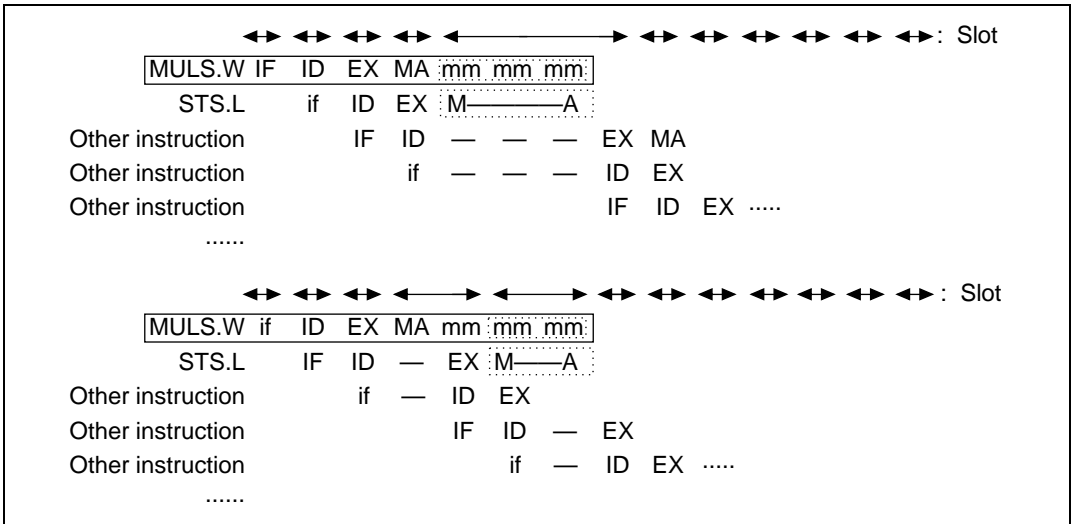 : Slot
MULS.W IF ID EX MA mm mm mm
STS.L if ID EX M———A
Other instruction IF ID — — — EX MA
Other instruction if — — — ID EX
Other instruction IF ID EX .....
......
: Slot
MULS.W if ID EX MA mm mm mm
STS.L IF ID — EX M——A
Other instruction if — ID EX
Other instruction IF ID — EX
Other instruction if — ID EX .....
......